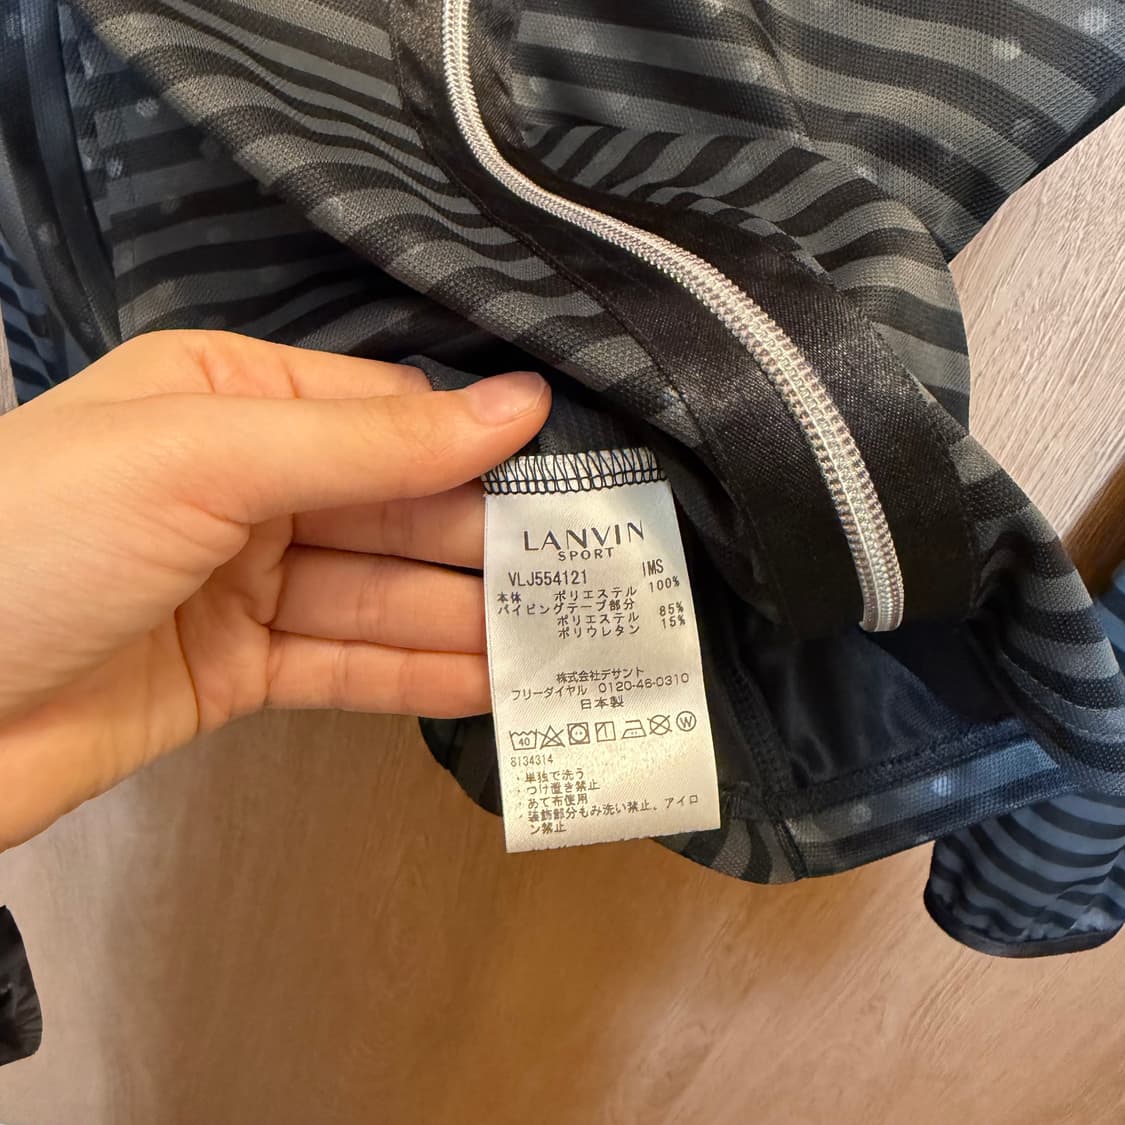 LANVIN
SPORT
VLJ554121 IMS
本体 ポリエステル 100%
パイピングテープ部分
ポリエステル 85%
ポリウレタン 15%
株式会社デサント
フリーダイヤル 0120-46-0310
日本製
40 W
8134314
・単独で洗う
・つけ置き禁止
・あて布使用
・装飾部分もみ洗い禁止、アイロ
ン禁止